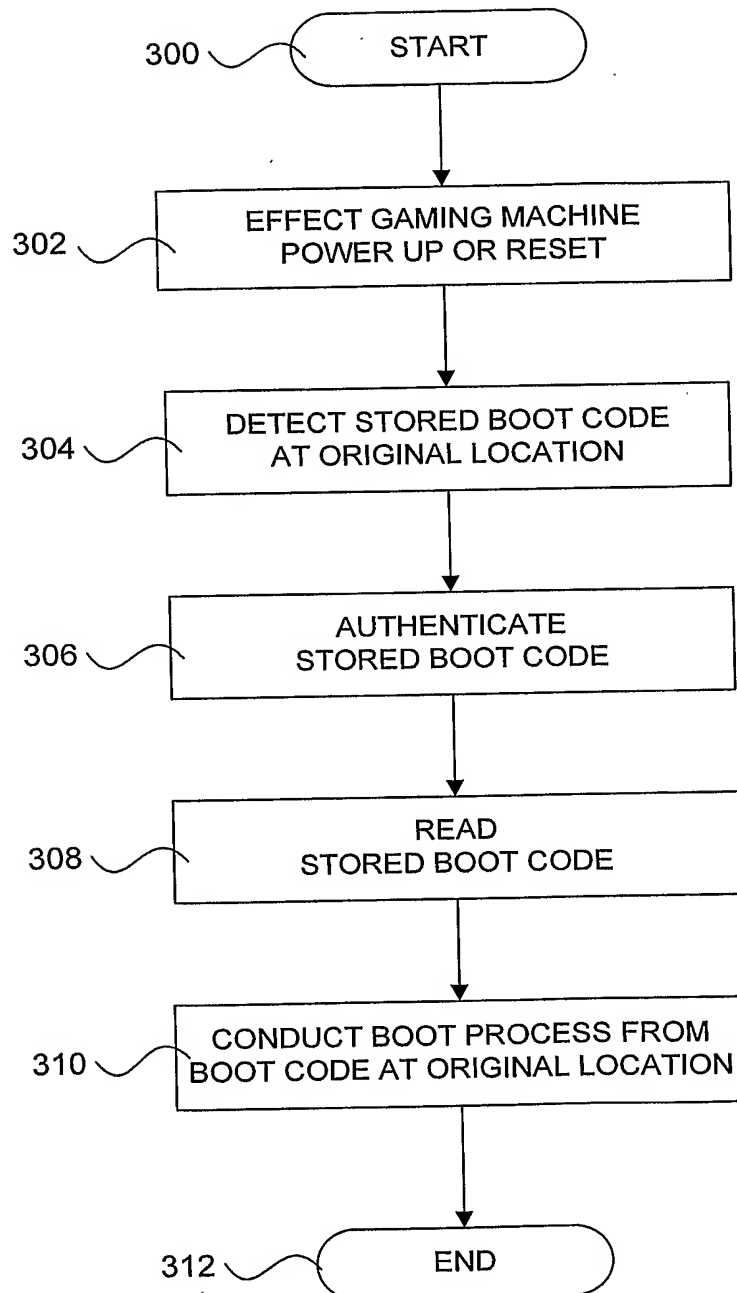 300
START
302
EFFECT GAMING MACHINE
POWER UP OR RESET
304
DETECT STORED BOOT CODE
AT ORIGINAL LOCATION
306
AUTHENTICATE
STORED BOOT CODE
308
READ
STORED BOOT CODE
310
CONDUCT BOOT PROCESS FROM
BOOT CODE AT ORIGINAL LOCATION
312
END